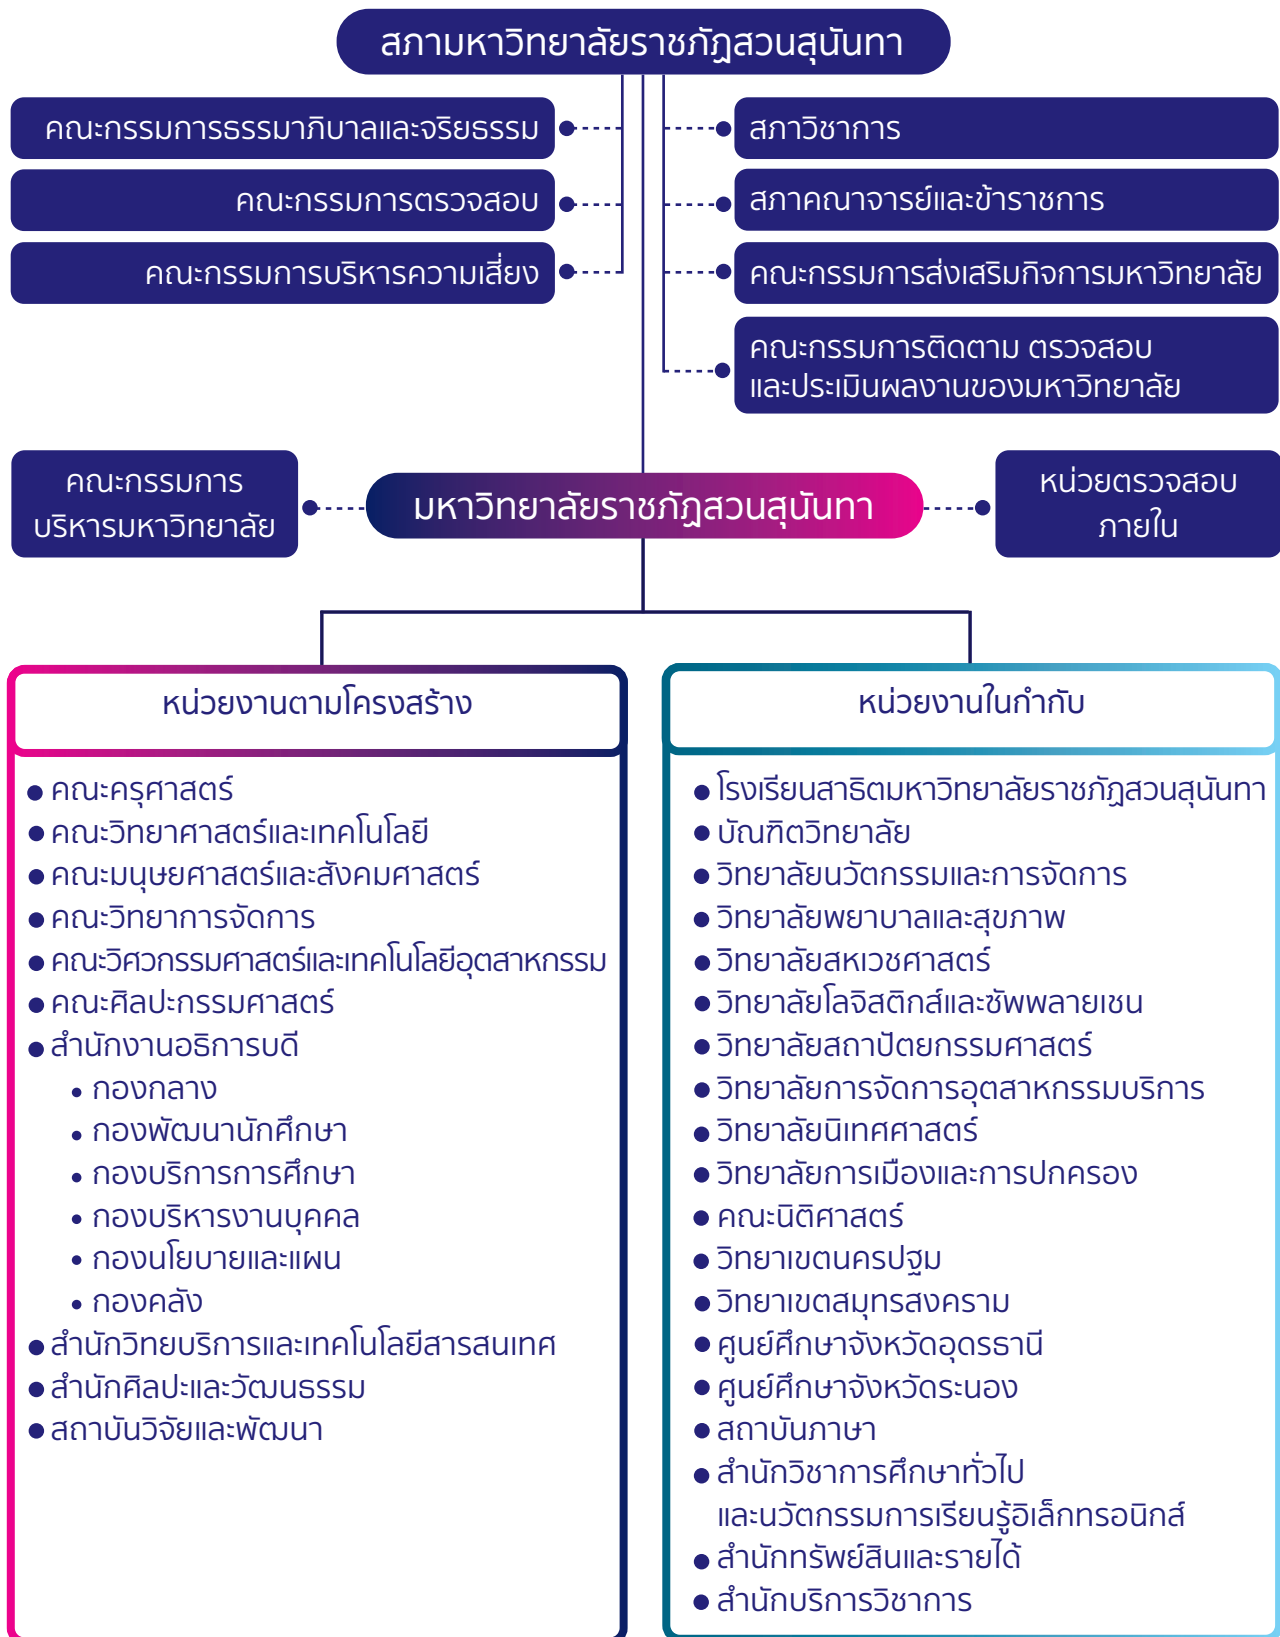 สภามหาวิทยาลัยราชภัฏสวนสุนันทา
คณะกรรมการธรรมาภิบาลและจริยธรรม
คณะกรรมการตรวจสอบ
คณะกรรมการบริหารความเสี่ยง
สภาวิชาการ
สภาคณาจารย์และข้าราชการ
คณะกรรมการส่งเสริมกิจการมหาวิทยาลัย
คณะกรรมการติดตาม ตรวจสอบ
และประเมินผลงานของมหาวิทยาลัย
คณะกรรมการ
บริหารมหาวิทยาลัย
มหาวิทยาลัยราชภัฏสวนสุนันทา
หน่วยตรวจสอบ
ภายใน
หน่วยงานตามโครงสร้าง
• คณะครุศาสตร์
• คณะวิทยาศาสตร์และเทคโนโลยี
• คณะมนุษยศาสตร์และสังคมศาสตร์
• คณะวิทยาการจัดการ
• คณะวิศวกรรมศาสตร์และเทคโนโลยีอุตสาหกรรม
• คณะศิลปะกรรมศาสตร์
• สำนักงานอธิการบดี
• กองกลาง
• กองพัฒนานักศึกษา
• กองบริการการศึกษา
• กองบริหารงานบุคคล
• กองนโยบายและแผน
• กองคลัง
• สำนักวิทยบริการและเทคโนโลยีสารสนเทศ
• สำนักศิลปะและวัฒนธรรม
• สถาบันวิจัยและพัฒนา
หน่วยงานในกำกับ
• โรงเรียนสาธิตมหาวิทยาลัยราชภัฏสวนสุนันทา
• บัณฑิตวิทยาลัย
• วิทยาลัยนวัตกรรมและการจัดการ
• วิทยาลัยพยาบาลและสุขภาพ
• วิทยาลัยสหเวชศาสตร์
• วิทยาลัยโลจิสติกส์และซัพพลายเชน
• วิทยาลัยสถาปัตยกรรมศาสตร์
• วิทยาลัยการจัดการอุตสาหกรรมบริการ
• วิทยาลัยนิเทศศาสตร์
• วิทยาลัยการเมืองและการปกครอง
• คณะนิติศาสตร์
• วิทยาเขตนครปฐม
• วิทยาเขตสมุทรสงคราม
• ศูนย์ศึกษาจังหวัดอุดรธานี
• ศูนย์ศึกษาจังหวัดระนอง
• สถาบันภาษา
• สำนักวิชาการศึกษาทั่วไป
และนวัตกรรมการเรียนรู้อิเล็กทรอนิกส์
• สำนักทรัพย์สินและรายได้
• สำนักบริการวิชาการ